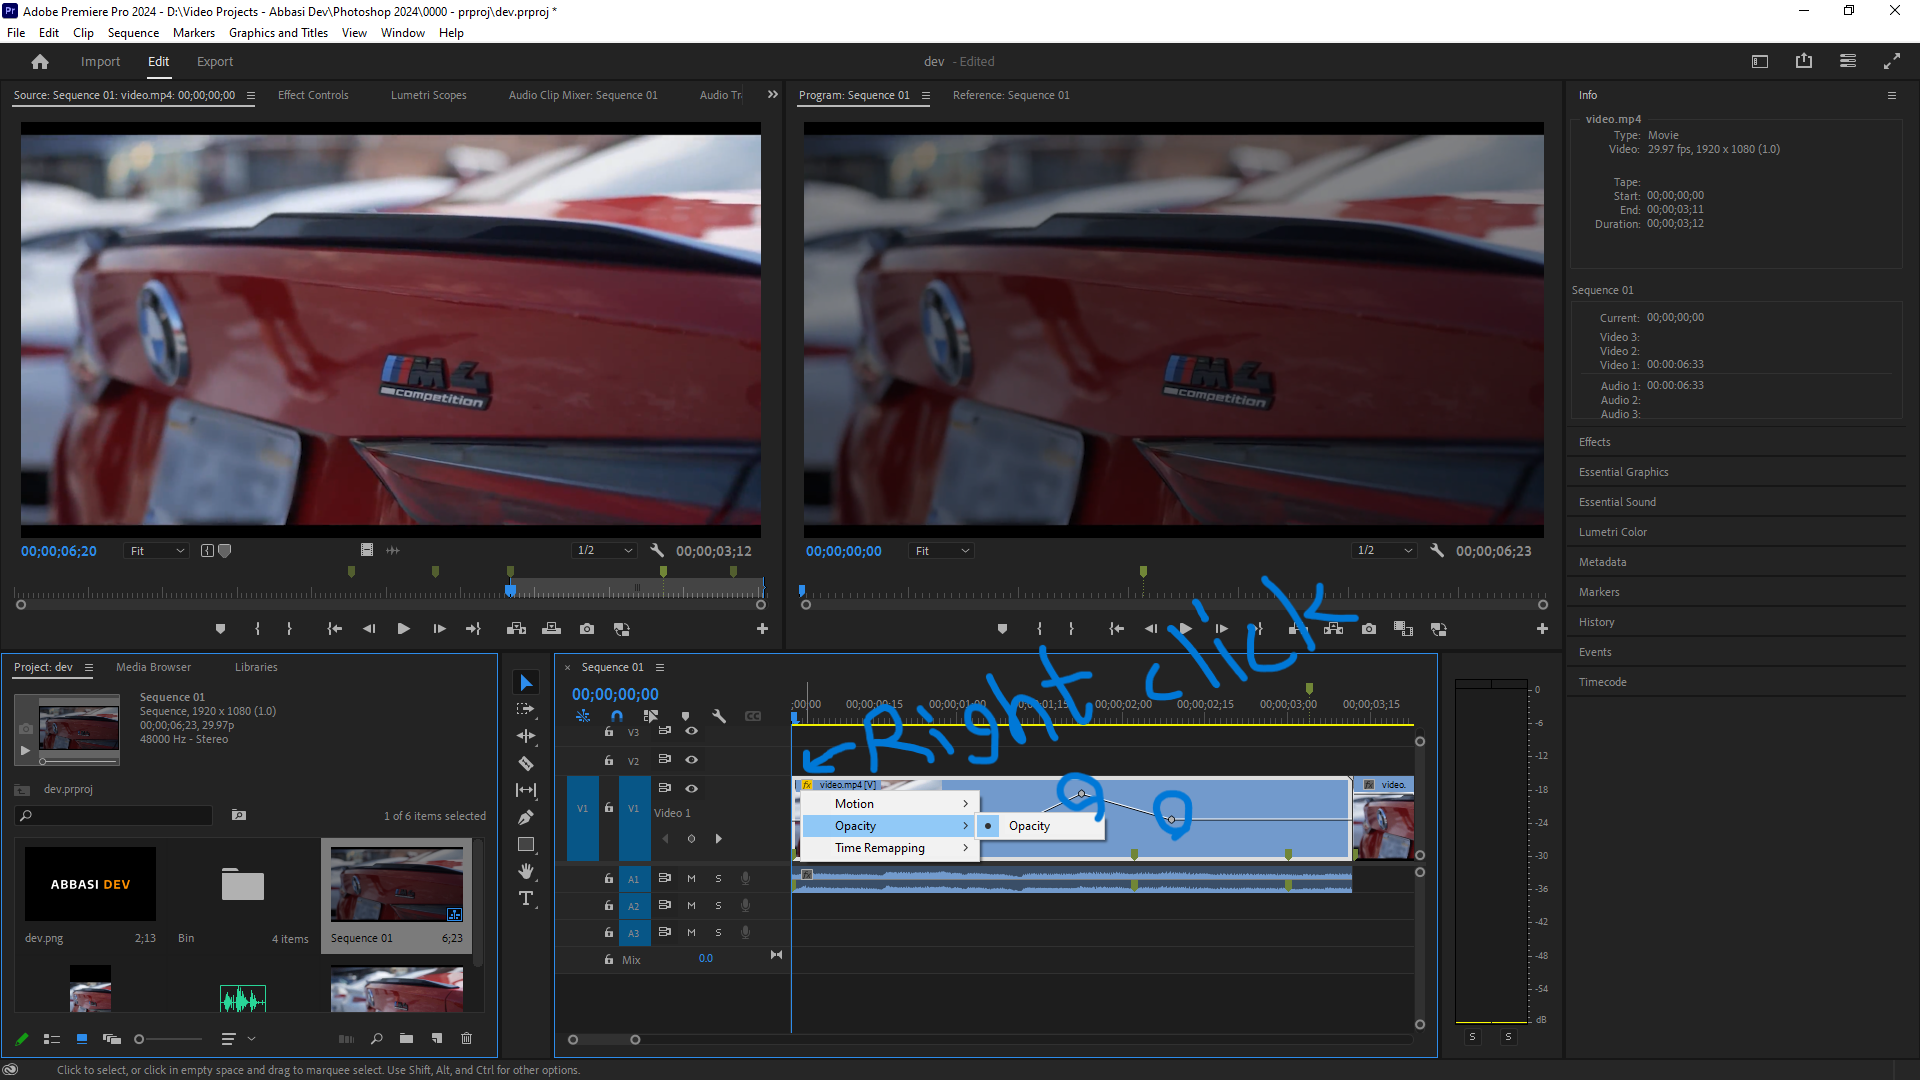 Pr Adobe Premiere Pro 2024 - D:\Video Projects - Abbasi Dev\Photoshop 2024\0000 - prproj\dev.prproj *
File Edit Clip Sequence Markers Graphics and Titles View Window Help
Import Edit Export dev - Edited
Source: Sequence 01: video.mp4: 00;00;00;00 Effect Controls Lumetri Scopes Audio Clip Mixer: Sequence 01 Audio Tr
M4
competition
00;00;06;20 Fit 1/2 00;00;03;12
Program: Sequence 01 Reference: Sequence 01
M4
competition
00;00;00;00 Fit 1/2 00;00;06;23
Info
video.mp4
Type: Movie
Video: 29.97 fps, 1920 x 1080 (1.0)
Tape:
Start: 00;00;00;00
End: 00;00;03;11
Duration: 00;00;03;12
Sequence 01
Current: 00;00;00;00
Video 3:
Video 2:
Video 1: 00:00:06:33
Audio 1: 00:00:06:33
Audio 2:
Audio 3:
Effects
Essential Graphics
Essential Sound
Lumetri Color
Metadata
Markers
History
Events
Timecode
Project: dev Media Browser Libraries
Sequence 01
Sequence, 1920 x 1080 (1.0)
00;00;06;23, 29.97p
48000 Hz - Stereo
dev.prproj
1 of 6 items selected
ABBASI DEV
dev.png 2;13
Bin 4 items
Sequence 01 6;23
× Sequence 01
00;00;00;00
Right click
;00;00 00;00;00;15 00;00;01;00 00;00;01;15 00;00;02;00 00;00;02;15 00;00;03;00 00;00;03;15
V3
V2
V1 V1 Video 1
fx video.mp4 [V]
fx video.
Motion
Opacity Opacity
Time Remapping
A1 M S fx
A2 M S
A3 M S
Mix 0.0
0
-6
-12
-18
-24
-30
-36
-42
-48
-54
dB
S S
Click to select, or click in empty space and drag to marquee select. Use Shift, Alt, and Ctrl for other options.